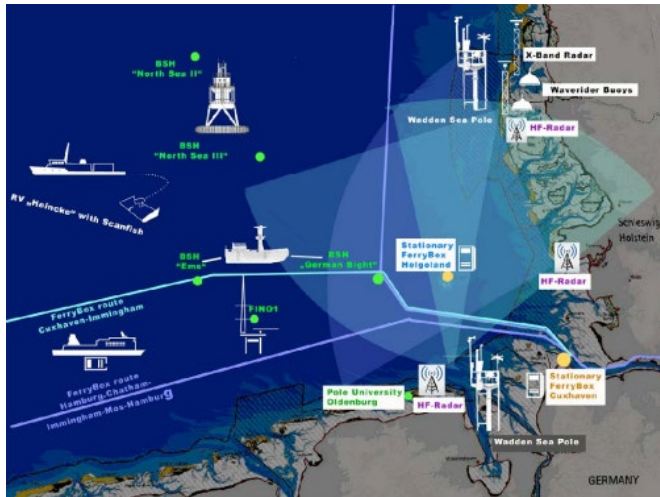 BSH
"North Sea II"
X-Band Radar
Waverider Buoys
Wadden Sea Pole
HF-Radar
BSH
"North Sea III"
RV „Heincke" with Scanfish
Schleswig
Holstein
BSH
"Ems"
BSH
„German Bight"
Stationary
FerryBox
Helgoland
HF-Radar
FerryBox route
Cuxhaven-Immingham
FINO1
FerryBox route
Hamburg-Chatham-
Immingham-Mos-Hamburg
Stationary
FerryBox
Cuxhaven
Pole University
Oldenburg
HF-Radar
Wadden Sea Pole
GERMANY